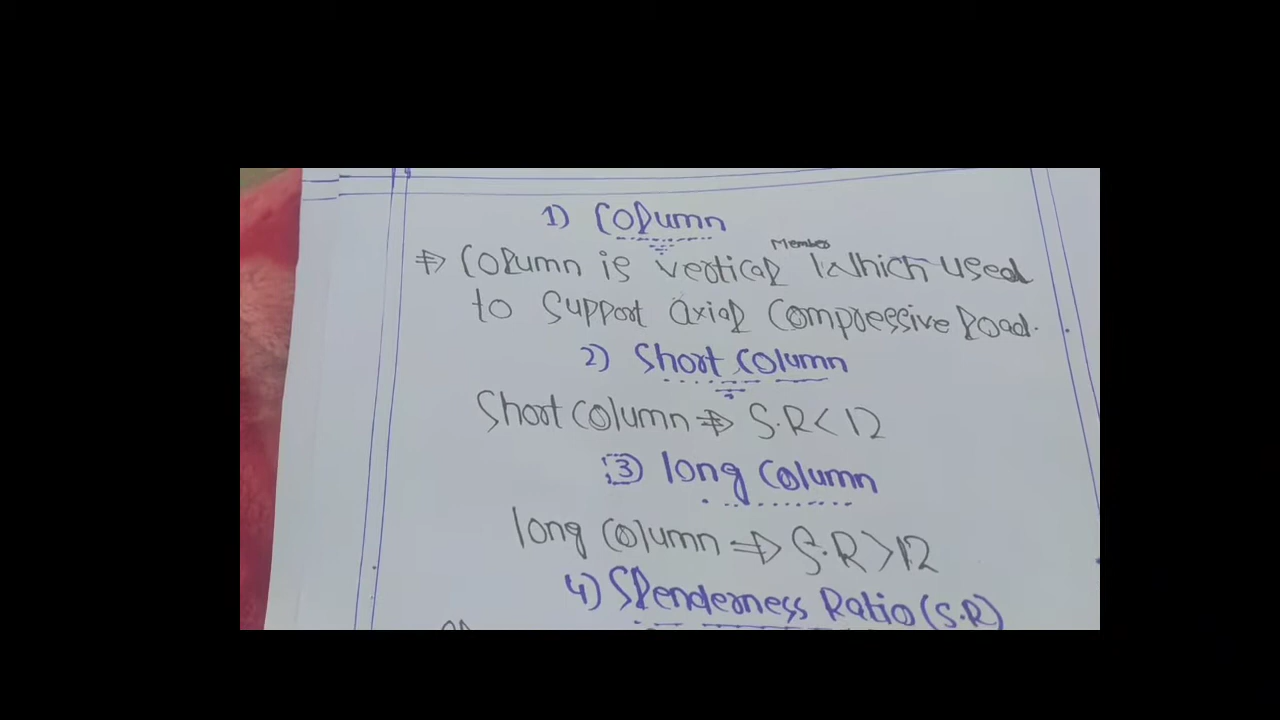 1) Column
⇒ Column is vertical Member Which used
to Support axial Compressive load.
2) Short Column
Short Column ⇒ S.R < 12
3) long Column
long Column ⇒ S.R > 12
4) Slenderness Ratio (S.R)